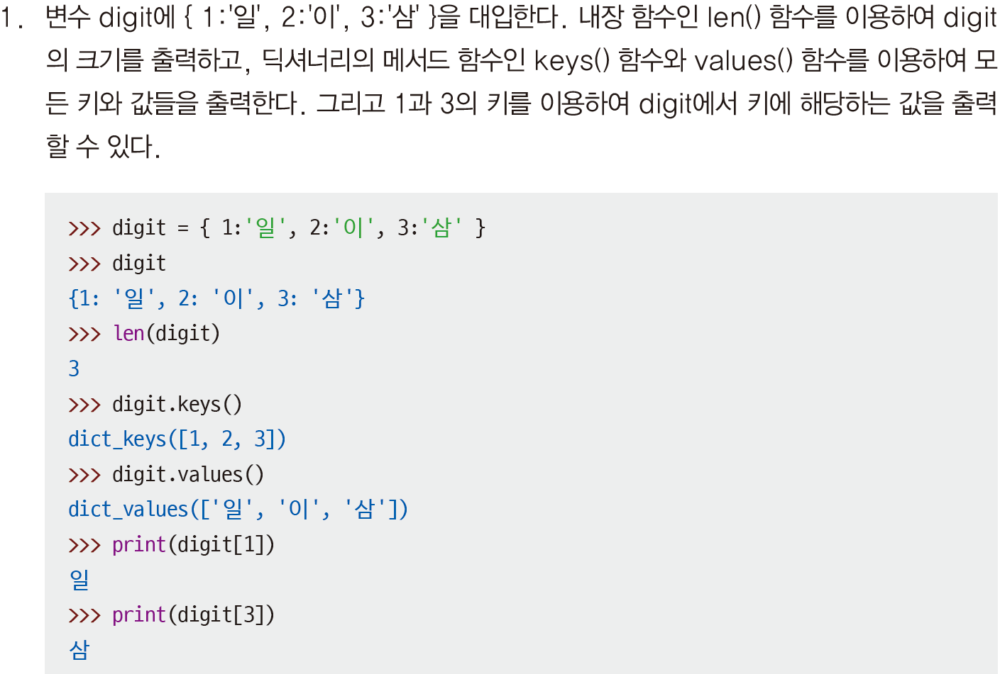 1. 변수 digit에 { 1:'일', 2:'이', 3:'삼' }을 대입한다. 내장 함수인 len() 함수를 이용하여 digit
의 크기를 출력하고, 딕셔너리의 메서드 함수인 keys() 함수와 values() 함수를 이용하여 모
든 키와 값들을 출력한다. 그리고 1과 3의 키를 이용하여 digit에서 키에 해당하는 값을 출력
할 수 있다.
>>> digit = { 1:'일', 2:'이', 3:'삼' }
>>> digit
{1: '일', 2: '이', 3: '삼'}
>>> len(digit)
3
>>> digit.keys()
dict_keys([1, 2, 3])
>>> digit.values()
dict_values(['일', '이', '삼'])
>>> print(digit[1])
일
>>> print(digit[3])
삼